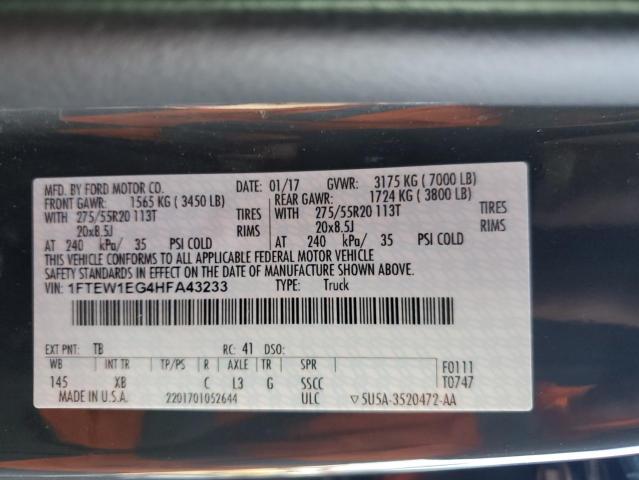 MFD. BY FORD MOTOR CO. DATE: 01/17 GVWR: 3175 KG (7000 LB)
FRONT GAWR: 1565 KG (3450 LB) REAR GAWR: 1724 KG (3800 LB)
WITH 275/55R20 113T TIRES WITH 275/55R20 113T TIRES
20x8.5J RIMS 20x8.5J RIMS
AT 240 kPa/ 35 PSI COLD AT 240 kPa/ 35 PSI COLD
THIS VEHICLE CONFORMS TO ALL APPLICABLE FEDERAL MOTOR VEHICLE
SAFETY STANDARDS IN EFFECT ON THE DATE OF MANUFACTURE SHOWN ABOVE.
VIN: 1FTEW1EG4HFA43233 TYPE: Truck
EXT PNT: TB RC: 41 DSO:
WB INT TR TP/PS R AXLE TR SPR F0111
145 XB C L3 G SSCC T0747
MADE IN U.S.A. 2201701052644 ULC ▽5U5A-3520472-AA